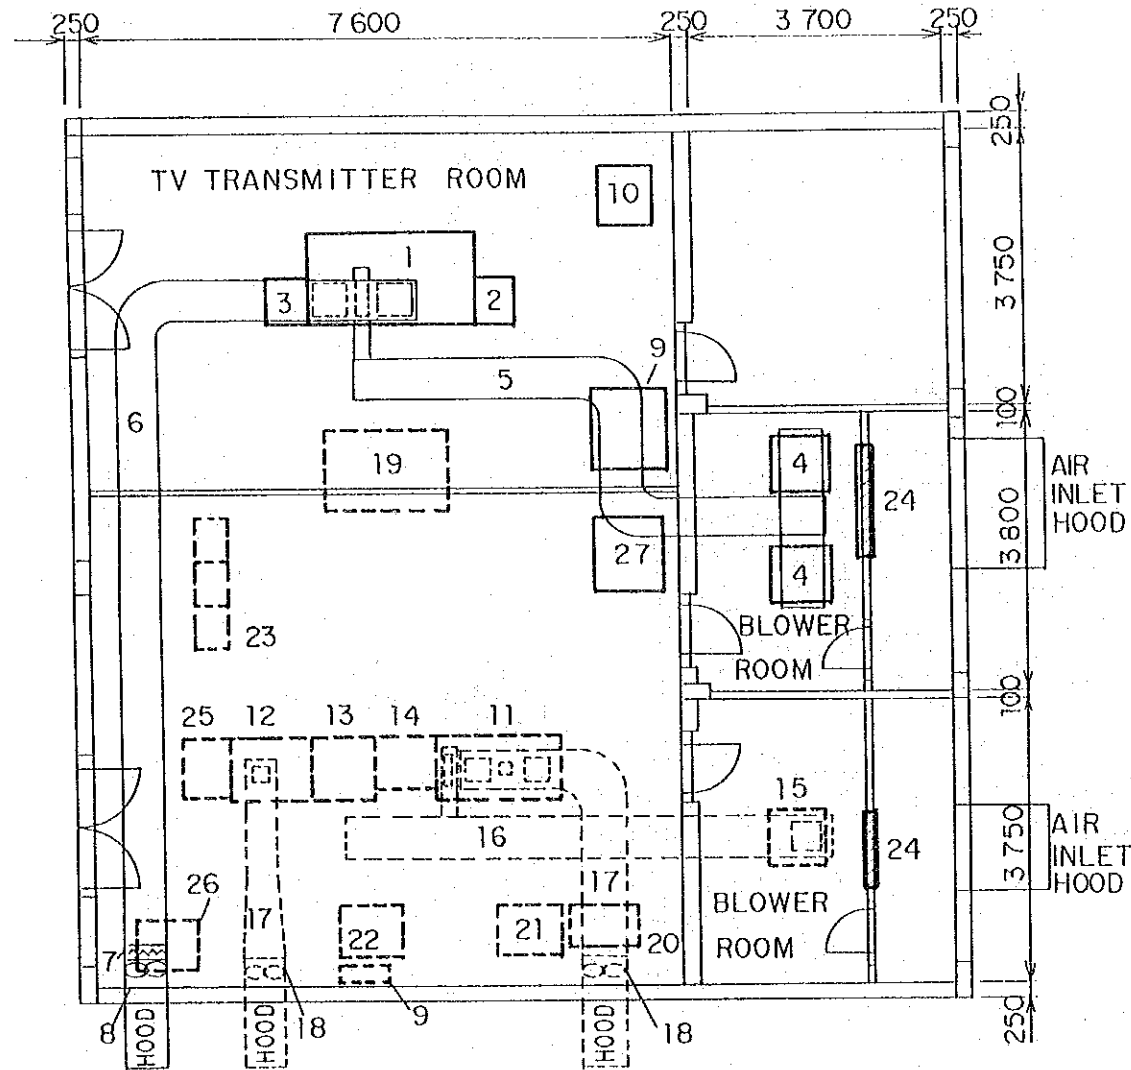 250 7 600 250 3 700 250
250
TV TRANSMITTER ROOM
10
1
3 2
3 750
9
5
6
100
19
4
24
AIR
INLET
HOOD
3 800
27
4
23
BLOWER
ROOM
100
25 12 13 14 11
15
16
24
3 750
AIR
INLET
HOOD
17
26
BLOWER
ROOM
17
22
21
20
7
8
HOOD
HOOD
18
9
HOOD
18
250